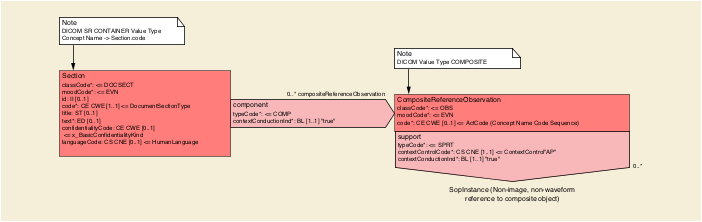 Note
DICOM SR CONTAINER Value Type
Concept Name -> Section.code
Section
classCode*: <= DOCSECT
moodCode*: <= EVN
id: II [0..1]
code*: CE CWE [1..1] <= DocumentSectionType
title: ST [0..1]
text*: ED [0..1]
confidentialityCode: CE CWE [0..1]
<= x_BasicConfidentialityKind
languageCode: CS CNE [0..1] <= HumanLanguage
0..* compositeReferenceObservation
component
typeCode*: <= COMP
contextConductionInd*: BL [1..1] "true"
Note
DICOM Value Type COMPOSITE
CompositeReferenceObservation
classCode*: <= OBS
moodCode*: <= EVN
code*: CE CWE [0..1] <= ActCode (Concept Name Code Sequence)
support
typeCode*: <= SPRT
contextControlCode*: CS CNE [1..1] <= ContextControl"AP"
contextConductionInd*: BL [1..1] "true"
0..*
SopInstance (Non-image, non-waveform
reference to composite object)